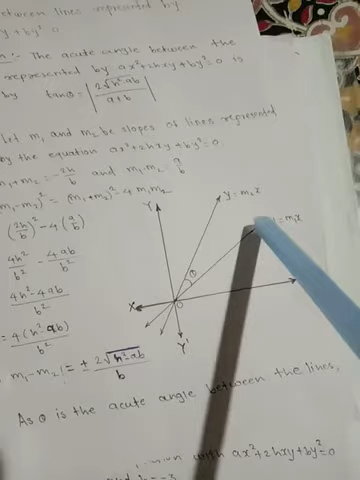 between lines represented by
+by²=0
:- The acute angle between the
represented by ax²+2hxy+by²=0 is
by tanθ = |2√h²-ab / a+b|
Let m₁ and m₂ be slopes of lines represented
by the equation ax²+2hxy+by²=0.
m₁+m₂ = -2h/b and m₁m₂ = a/b
m₁-m₂)² = (m₁+m₂)²-4m₁m₂
(2h/b)² - 4(a/b)
4h²/b² - 4ab/b²
4h²-4ab/b²
= 4(h²-ab)/b²
m₁-m₂ = ± 2√h²-ab / b
Y
y=m₂x
=m₁x
θ
X
O
Y'
As θ is the acute angle between the lines,
with ax²+2hxy+by²=0